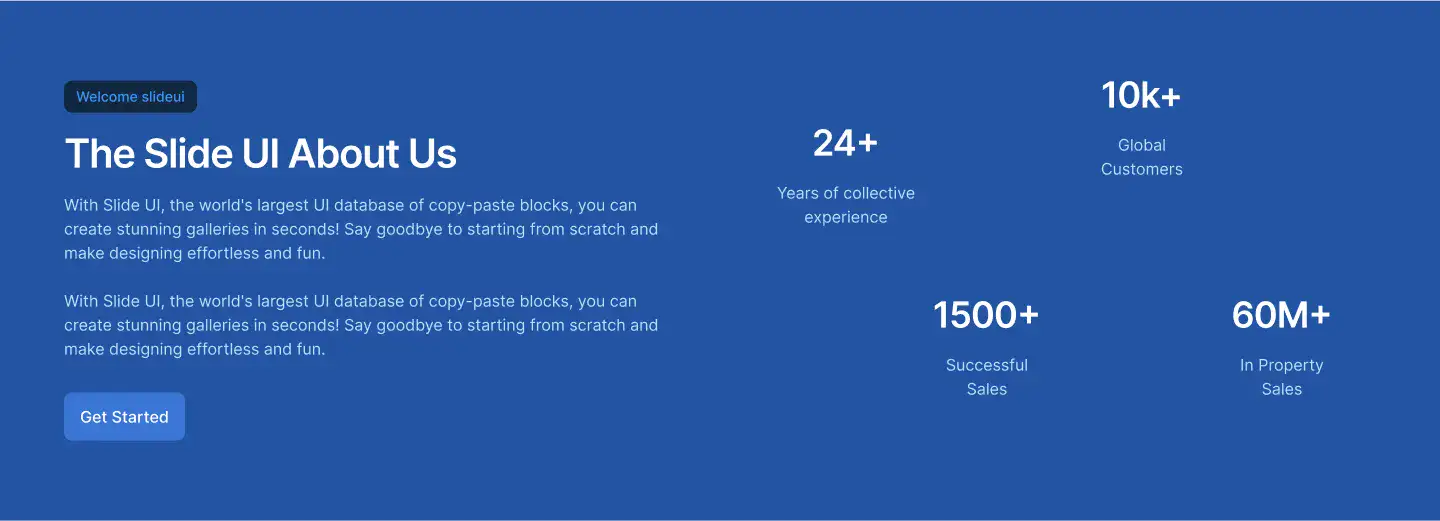 Welcome slideui
The Slide UI About Us
With Slide UI, the world's largest UI database of copy-paste blocks, you can
create stunning galleries in seconds! Say goodbye to starting from scratch and
make designing effortless and fun.
With Slide UI, the world's largest UI database of copy-paste blocks, you can
create stunning galleries in seconds! Say goodbye to starting from scratch and
make designing effortless and fun.
Get Started
24+
Years of collective
experience
10k+
Global
Customers
1500+
Successful
Sales
60M+
In Property
Sales